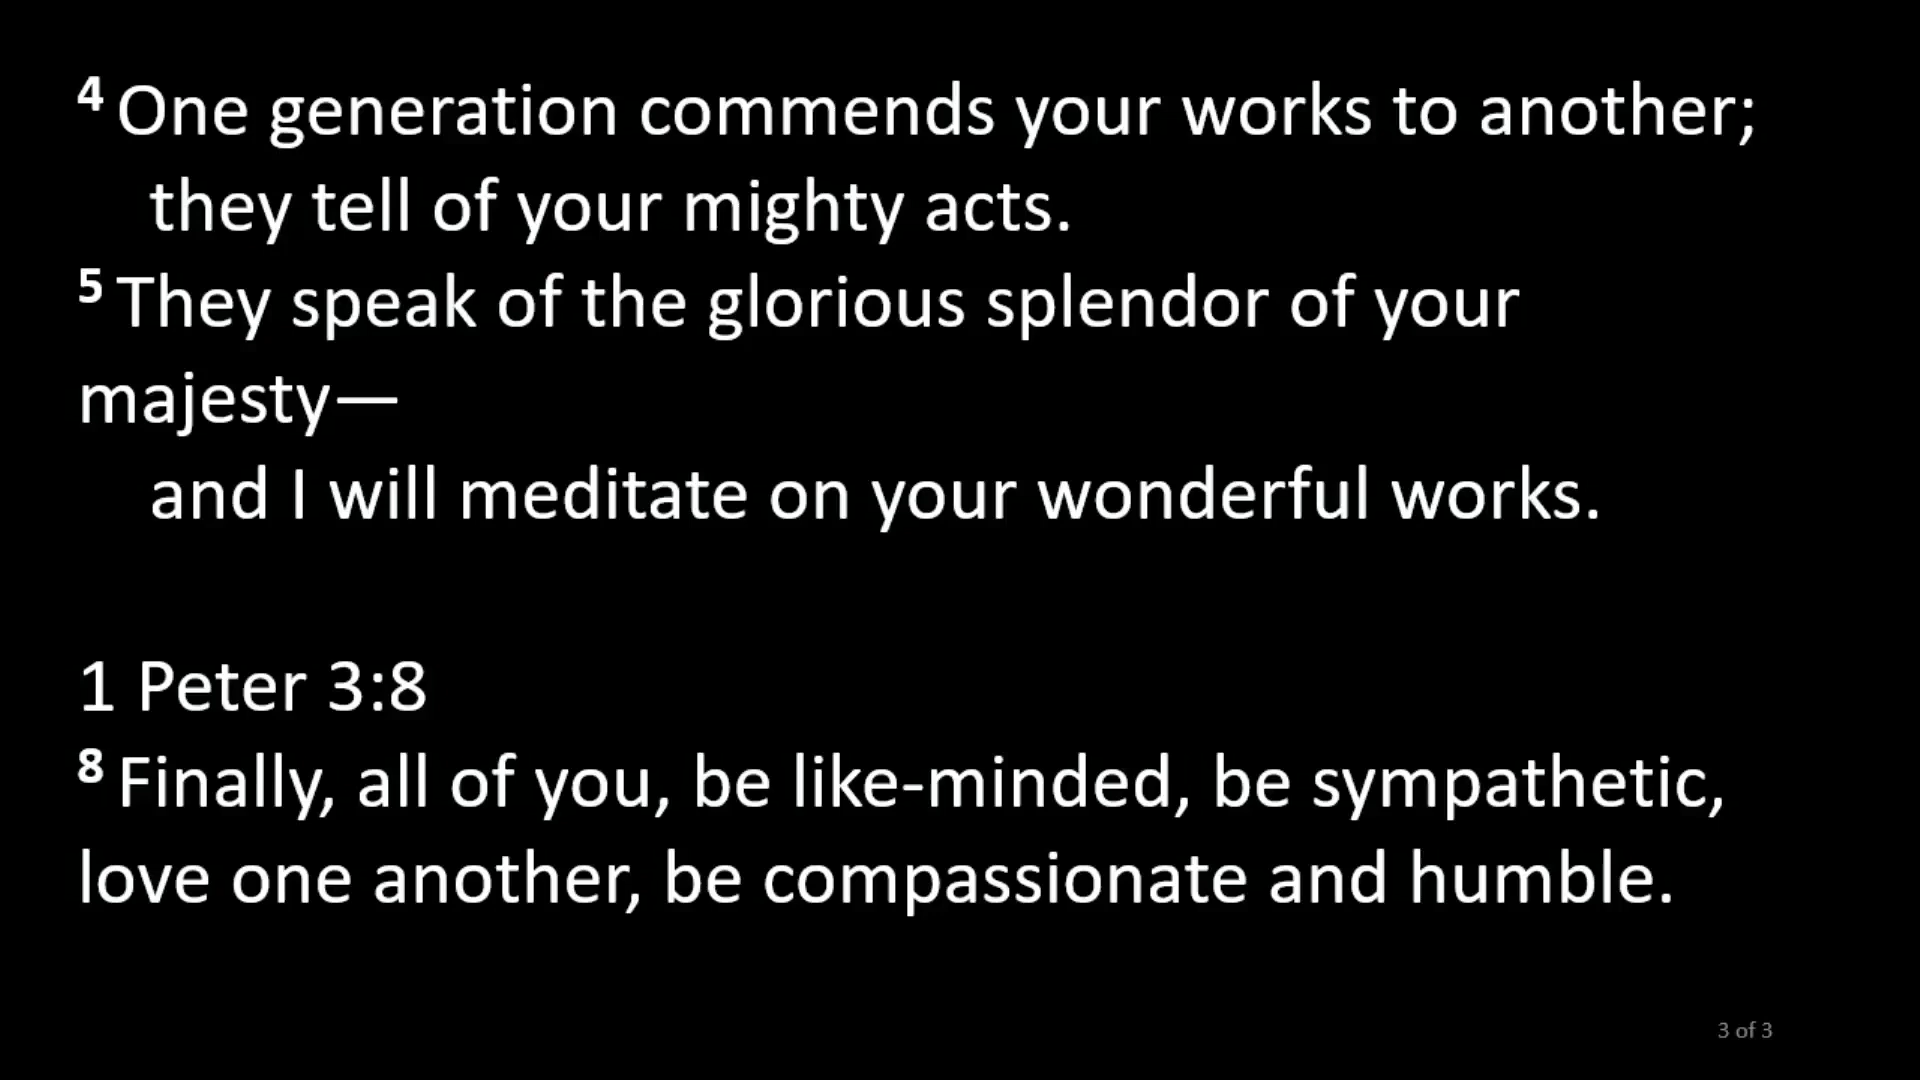 4 One generation commends your works to another;
they tell of your mighty acts.
5 They speak of the glorious splendor of your
majesty—
and I will meditate on your wonderful works.
1 Peter 3:8
8 Finally, all of you, be like-minded, be sympathetic,
love one another, be compassionate and humble.
3 of 3